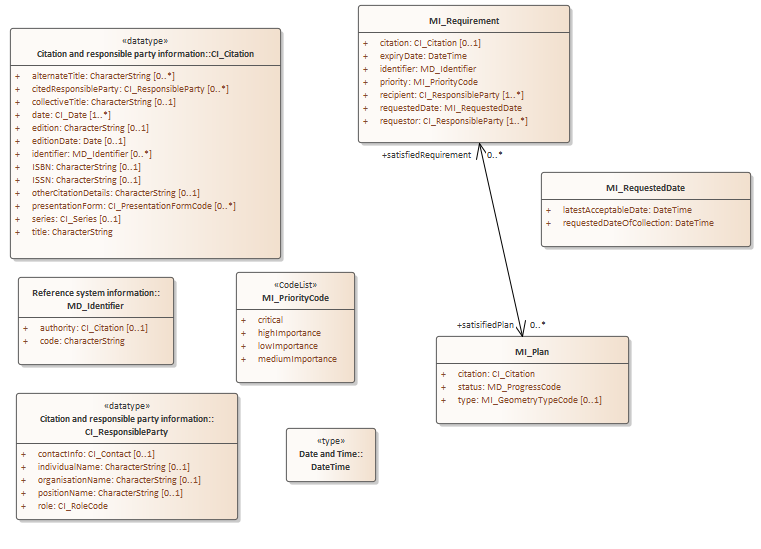 «datatype»
Citation and responsible party information::CI_Citation
+ alternateTitle: CharacterString [0..*]
+ citedResponsibleParty: CI_ResponsibleParty [0..*]
+ collectiveTitle: CharacterString [0..1]
+ date: CI_Date [1..*]
+ edition: CharacterString [0..1]
+ editionDate: Date [0..1]
+ identifier: MD_Identifier [0..*]
+ ISBN: CharacterString [0..1]
+ ISSN: CharacterString [0..1]
+ otherCitationDetails: CharacterString [0..1]
+ presentationForm: CI_PresentationFormCode [0..*]
+ series: CI_Series [0..1]
+ title: CharacterString
MI_Requirement
+ citation: CI_Citation [0..1]
+ expiryDate: DateTime
+ identifier: MD_Identifier
+ priority: MI_PriorityCode
+ recipient: CI_ResponsibleParty [1..*]
+ requestedDate: MI_RequestedDate
+ requestor: CI_ResponsibleParty [1..*]
+satisfiedRequirement 0..*
MI_RequestedDate
+ latestAcceptableDate: DateTime
+ requestedDateOfCollection: DateTime
Reference system information::
MD_Identifier
+ authority: CI_Citation [0..1]
+ code: CharacterString
«CodeList»
MI_PriorityCode
+ critical
+ highImportance
+ lowImportance
+ mediumImportance
+satisifiedPlan 0..*
MI_Plan
+ citation: CI_Citation
+ status: MD_ProgressCode
+ type: MI_GeometryTypeCode [0..1]
«datatype»
Citation and responsible party information::
CI_ResponsibleParty
+ contactInfo: CI_Contact [0..1]
+ individualName: CharacterString [0..1]
+ organisationName: CharacterString [0..1]
+ positionName: CharacterString [0..1]
+ role: CI_RoleCode
«type»
Date and Time::
DateTime